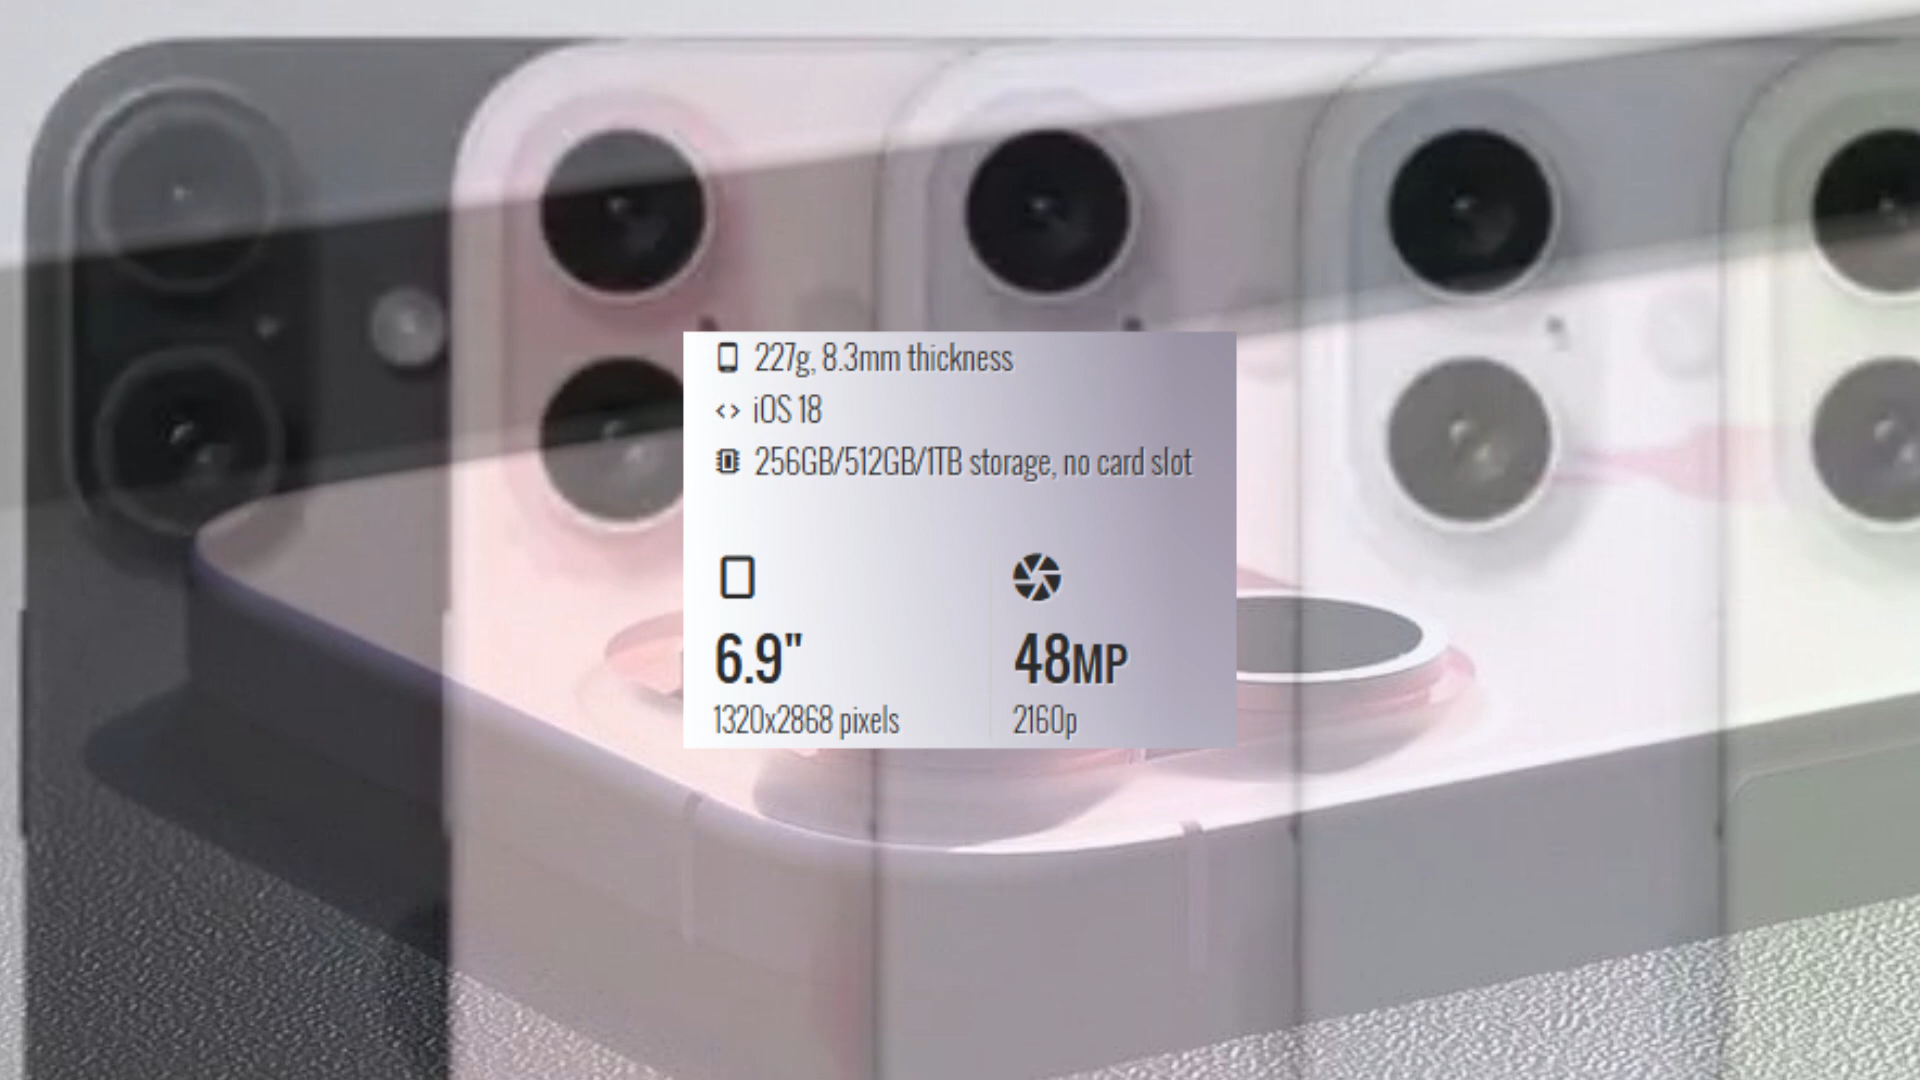 227g, 8.3mm thickness
<> iOS 18
256GB/512GB/1TB storage, no card slot
6.9" 48MP
1320x2868 pixels 2160p